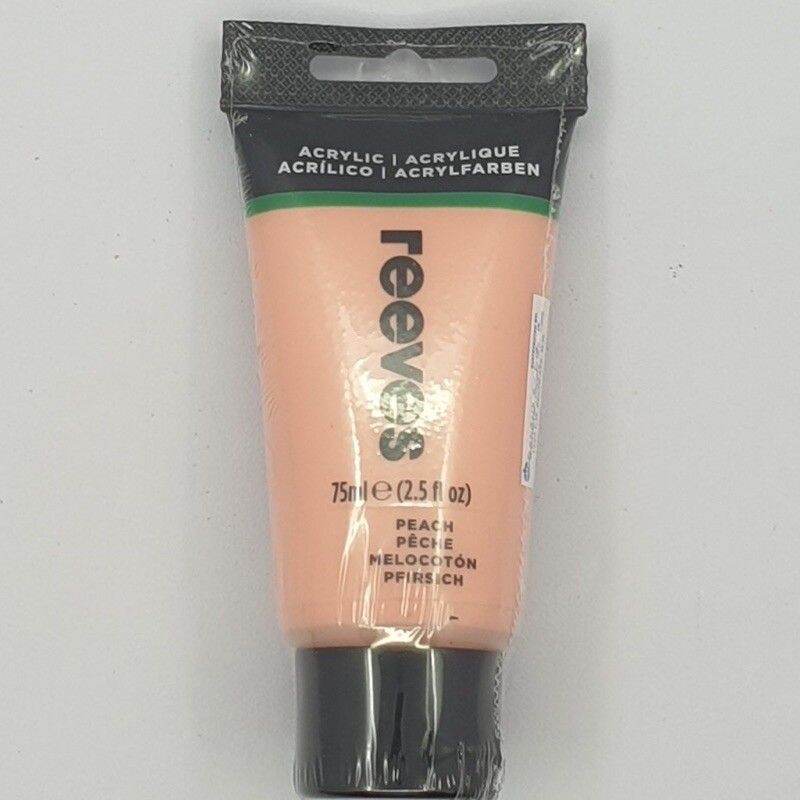 ACRYLIC | ACRYLIQUE
ACRÍLICO | ACRYLFARBEN
reeves
75ml e (2.5 fl oz)
PEACH
PÊCHE
MELOCOTÓN
PFIRSICH